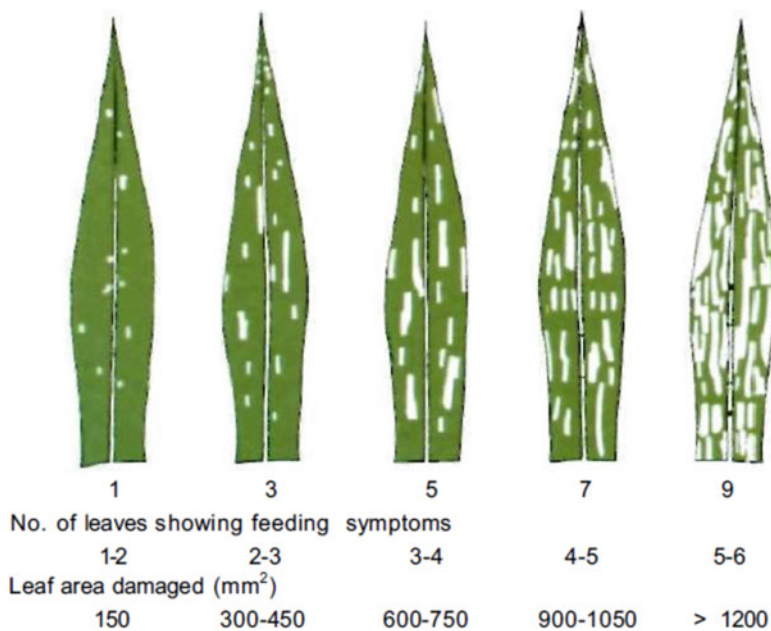 1 3 5 7 9
No. of leaves showing feeding symptoms
1-2 2-3 3-4 4-5 5-6
Leaf area damaged (mm²)
150 300-450 600-750 900-1050 > 1200